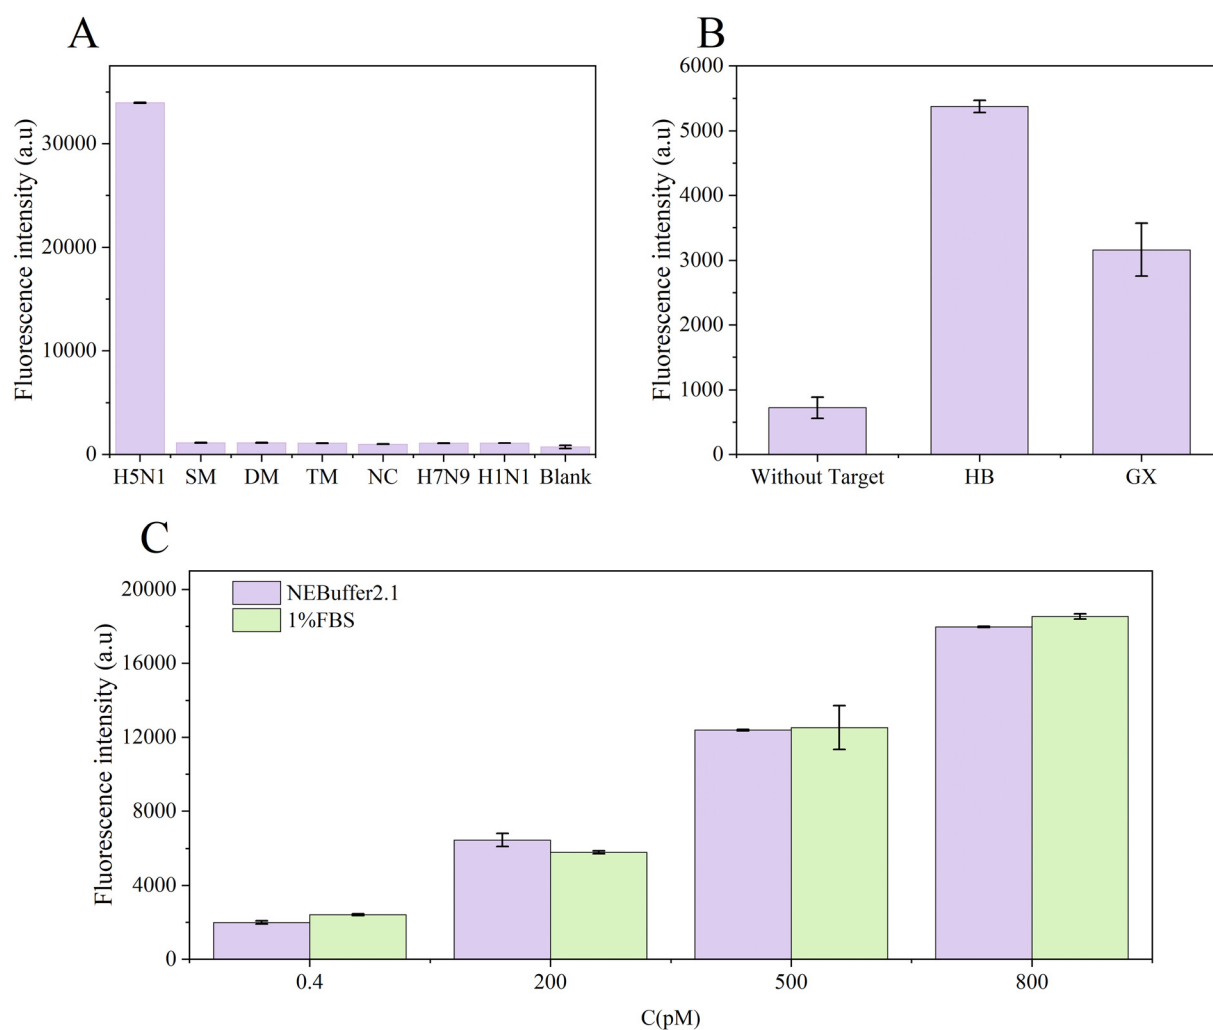 A
Fluorescence intensity (a.u)
30000
20000
10000
0
H5N1 SM DM TM NC H7N9 H1N1 Blank
B
Fluorescence intensity (a.u)
6000
5000
4000
3000
2000
1000
0
Without Target HB GX
C
Fluorescence intensity (a.u)
20000
16000
12000
8000
4000
0
NEBuffer2.1
1%FBS
0.4 200 500 800
C(pM)